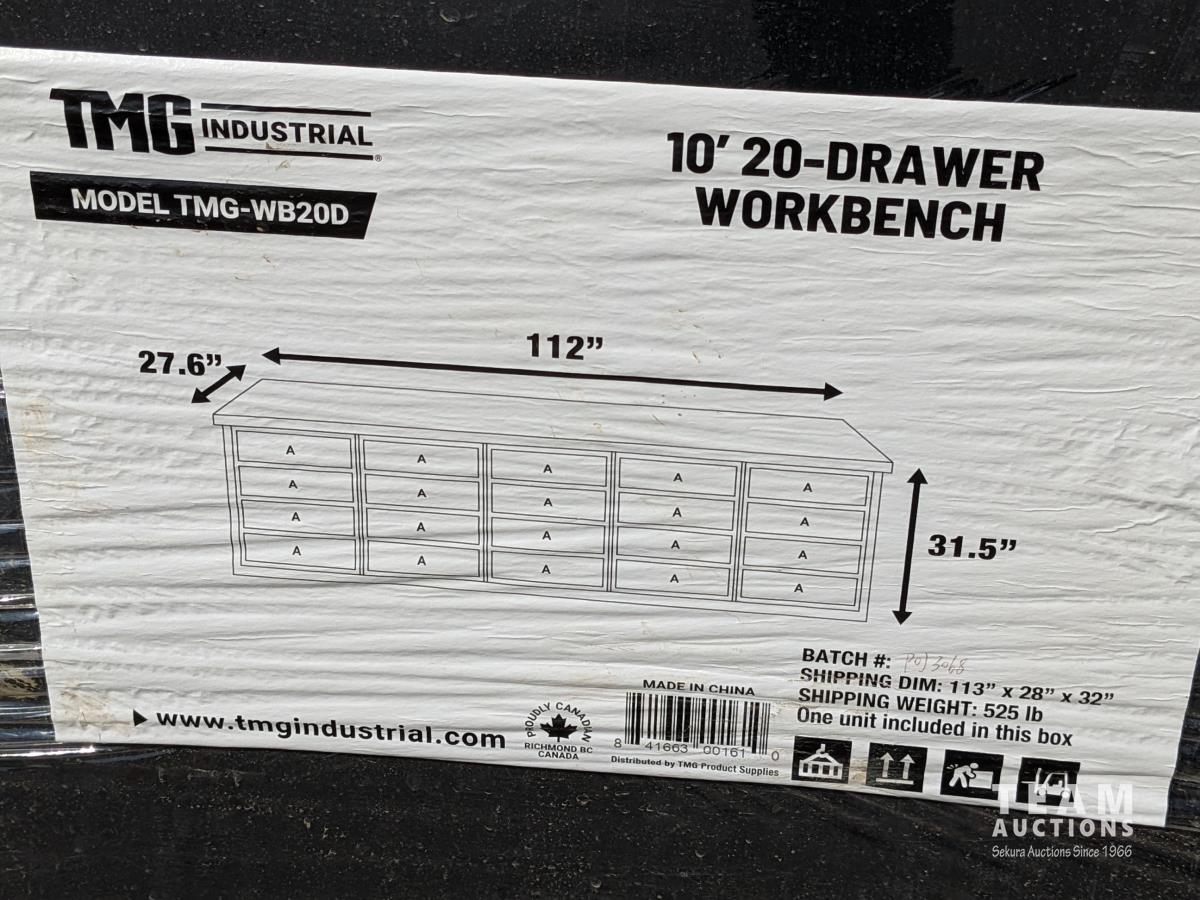 TMG INDUSTRIAL®
MODEL TMG-WB20D
10’ 20-DRAWER
WORKBENCH
27.6”
112”
A A A A A
A A A A A
A A A A A
A A A A A
31.5”
BATCH #:
SHIPPING DIM: 113” x 28” x 32”
SHIPPING WEIGHT: 525 lb
One unit included in this box
www.tmgindustrial.com
PROUDLY CANADIAN
RICHMOND BC
CANADA
MADE IN CHINA
8 41663 00161 0
Distributed by TMG Product Supplies
TEAM
AUCTIONS
Sekura Auctions Since 1966